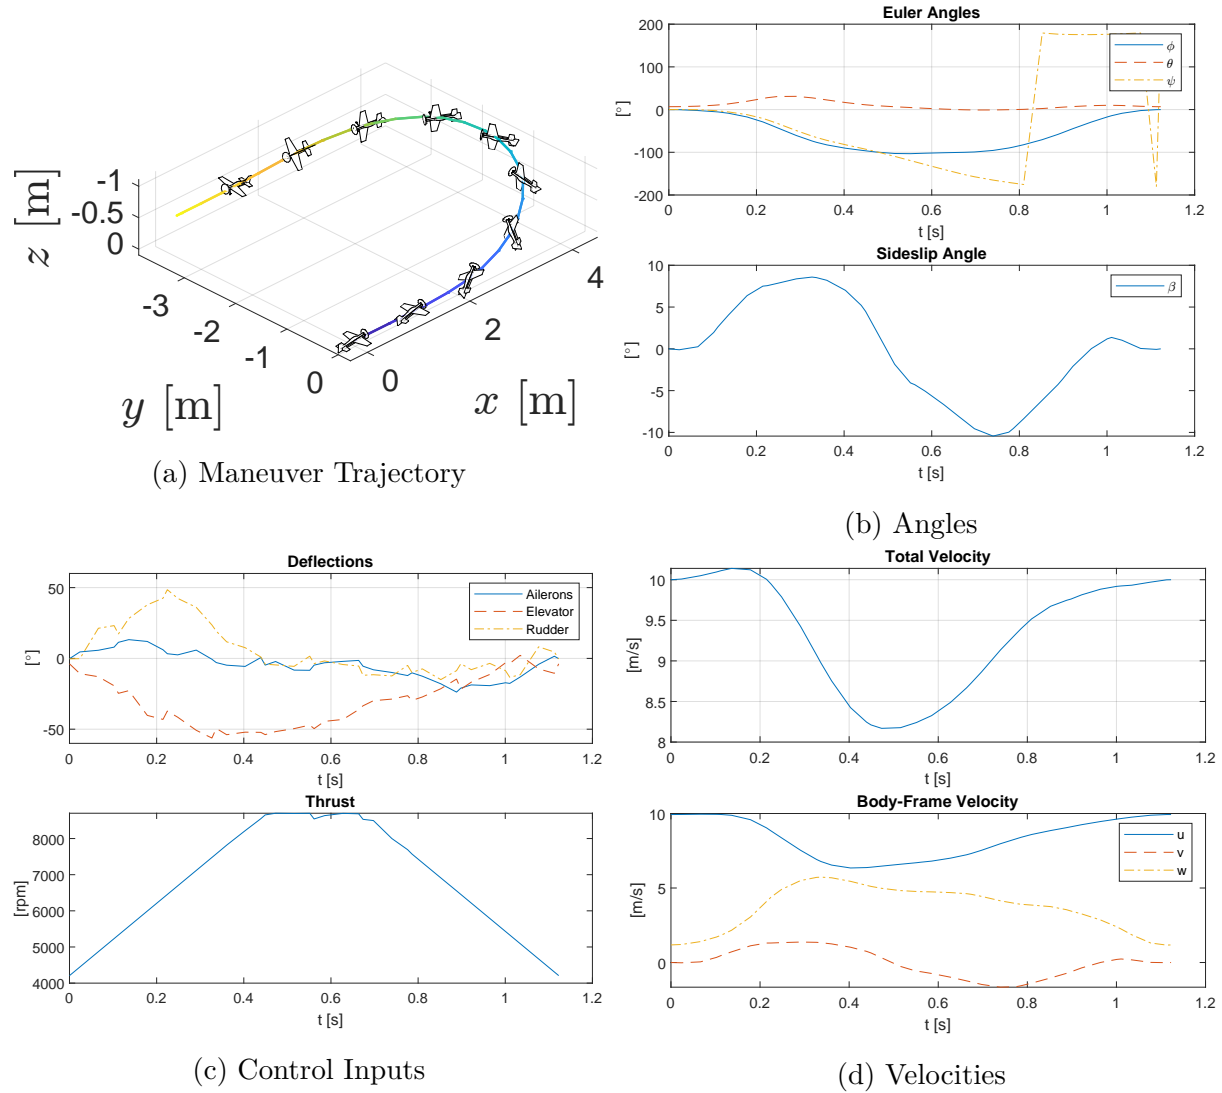 -1
-0.5
0
z [m]
-3
-2
-1
0
y [m]
0
2
4
x [m]
(a) Maneuver Trajectory
Euler Angles
200
100
0
-100
-200
[°]
ϕ
θ
ψ
0 0.2 0.4 0.6 0.8 1 1.2
t [s]
Sideslip Angle
10
5
0
-5
-10
[°]
β
0 0.2 0.4 0.6 0.8 1 1.2
t [s]
(b) Angles
Deflections
50
0
-50
[°]
Ailerons
Elevator
Rudder
0 0.2 0.4 0.6 0.8 1 1.2
t [s]
Thrust
8000
7000
6000
5000
4000
[rpm]
0 0.2 0.4 0.6 0.8 1 1.2
t [s]
(c) Control Inputs
Total Velocity
10
9.5
9
8.5
8
[m/s]
0 0.2 0.4 0.6 0.8 1 1.2
t [s]
Body-Frame Velocity
10
5
0
[m/s]
u
v
w
0 0.2 0.4 0.6 0.8 1 1.2
t [s]
(d) Velocities